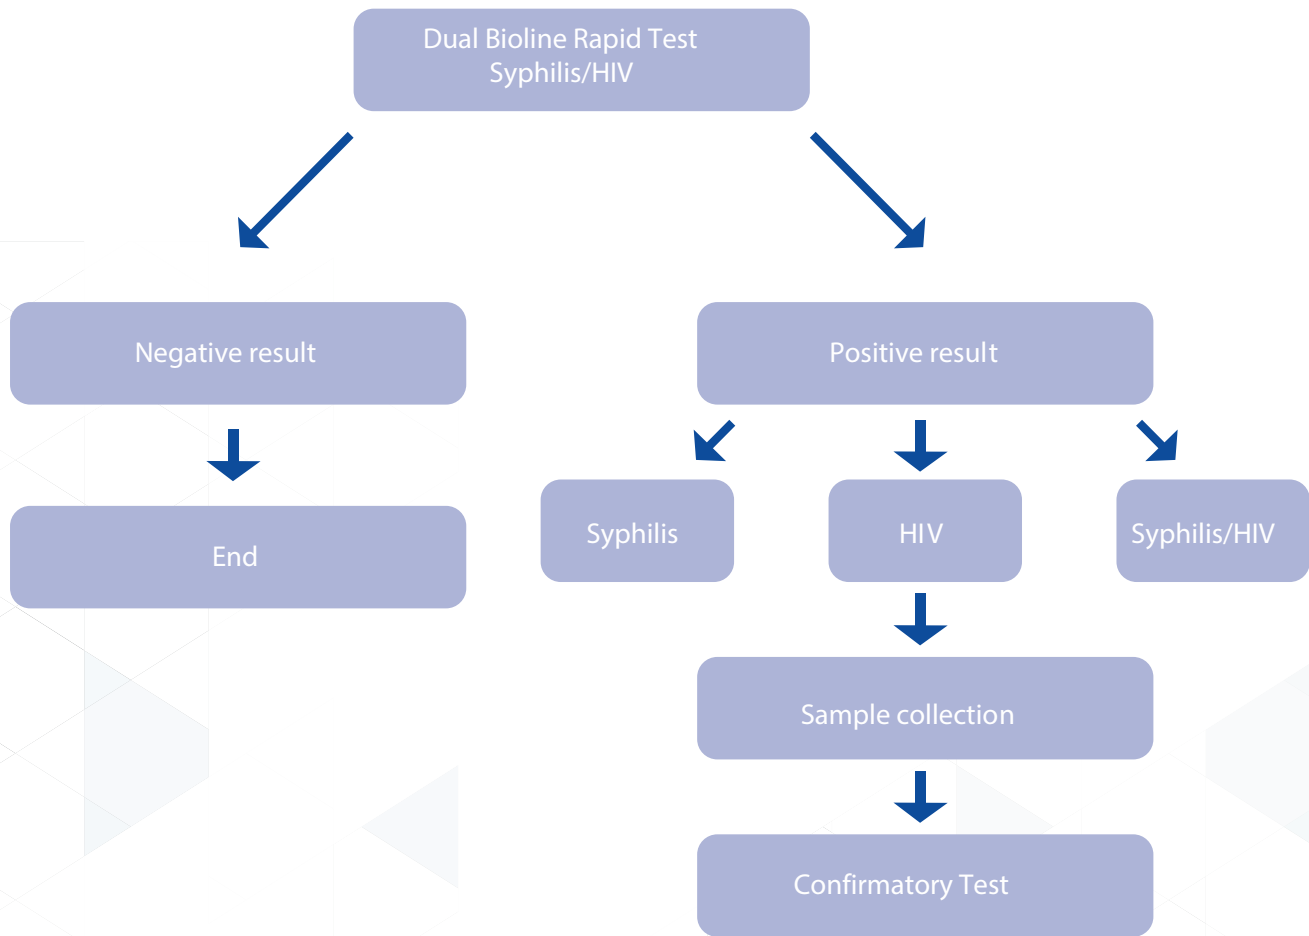 Dual Bioline Rapid Test
Syphilis/HIV
Negative result
Positive result
End
Syphilis
HIV
Syphilis/HIV
Sample collection
Confirmatory Test